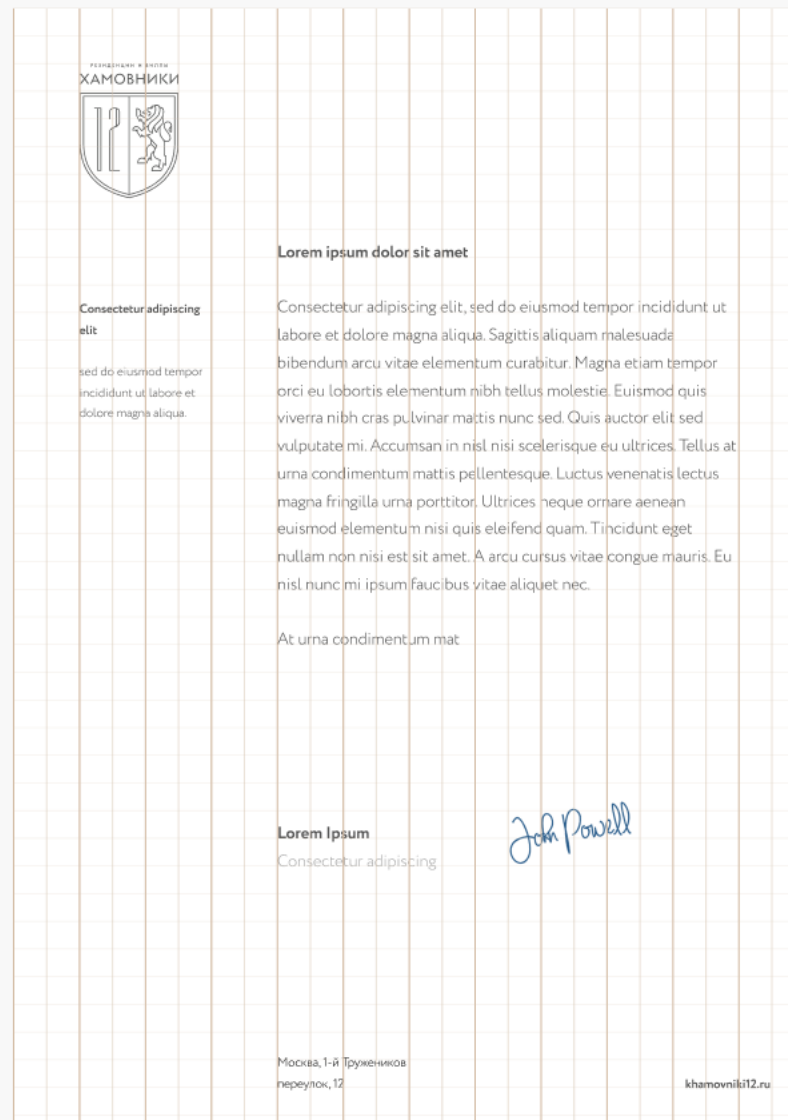 РЕЗИДЕНЦИИ И ВИЛЛЫ
ХАМОВНИКИ
12
Lorem ipsum dolor sit amet
Consectetur adipiscing
elit
sed do eiusmod tempor
incididunt ut labore et
dolore magna aliqua.
Consectetur adipiscing elit, sed do eiusmod tempor incididunt ut
labore et dolore magna aliqua. Sagittis aliquam malesuada
bibendum arcu vitae elementum curabitur. Magna etiam tempor
orci eu lobortis elementum nibh tellus molestie. Euismod quis
viverra nibh cras pulvinar mattis nunc sed. Quis auctor elit sed
vulputate mi. Accumsan in nisl nisi scelerisque eu ultrices. Tellus at
urna condimentum mattis pellentesque. Luctus venenatis lectus
magna fringilla urna porttitor. Ultrices neque ornare aenean
euismod elementum nisi quis eleifend quam. Tincidunt eget
nullam non nisi est sit amet. A arcu cursus vitae congue mauris. Eu
nisl nunc mi ipsum faucibus vitae aliquet nec.
At urna condimentum mat
Lorem Ipsum
Consectetur adipiscing
John Powell
Москва, 1-й Тружеников
переулок, 12
khamovniki12.ru